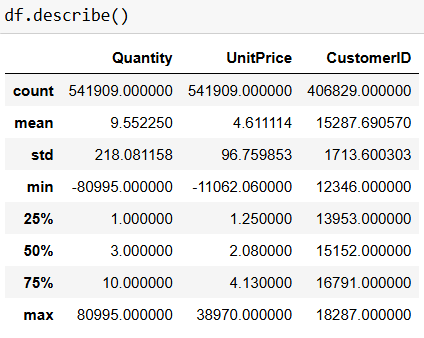 df.describe()
Quantity UnitPrice CustomerID
count 541909.000000 541909.000000 406829.000000
mean 9.552250 4.611114 15287.690570
std 218.081158 96.759853 1713.600303
min -80995.000000 -11062.060000 12346.000000
25% 1.000000 1.250000 13953.000000
50% 3.000000 2.080000 15152.000000
75% 10.000000 4.130000 16791.000000
max 80995.000000 38970.000000 18287.000000